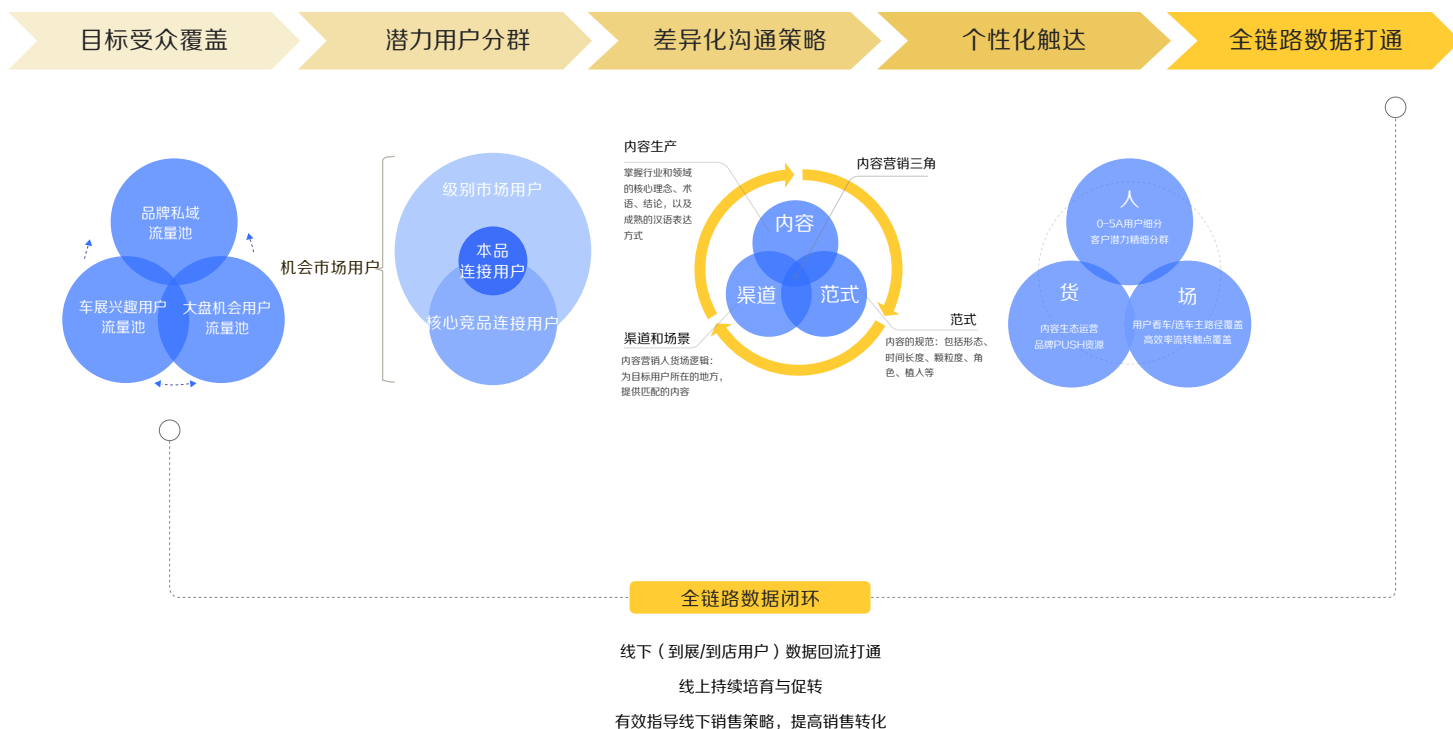 目标受众覆盖
潜力用户分群
差异化沟通策略
个性化触达
全链路数据打通
品牌私域
流量池
车展兴趣用户
流量池
大盘机会用户
流量池
机会市场用户
级别市场用户
本品
连接用户
核心竞品连接用户
内容生产
掌握行业和领域
的核心理念、术
语、结论，以及
成熟的汉语表达
方式
内容营销三角
内容
渠道
范式
渠道和场景
内容营销人货场逻辑：
为目标用户所在的地方，
提供匹配的内容
范式
内容的规范：包括形态、
时间长度、颗粒度、角
色、植人等
人
0-5A用户细分
客户潜力精细分群
货
内容生态运营
品牌PUSH资源
场
用户看车/选车主路径覆盖
高效率流转触点覆盖
全链路数据闭环
线下（到展/到店用户）数据回流打通
线上持续培育与促转
有效指导线下销售策略，提高销售转化